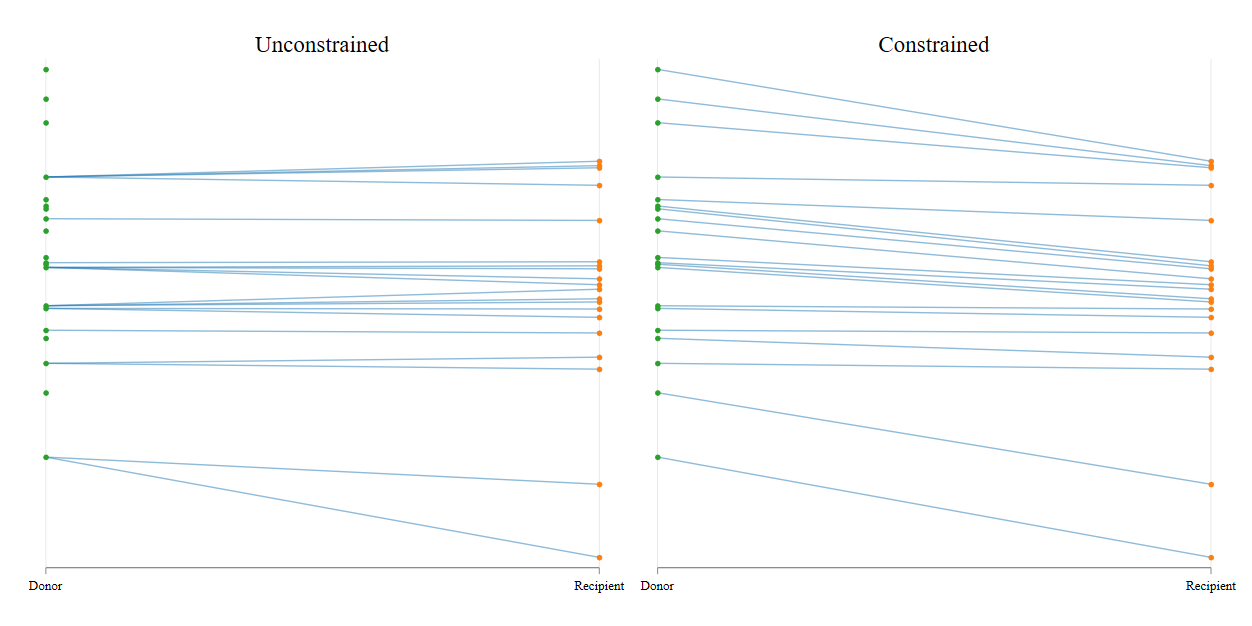 Unconstrained
Constrained
Donor
Recipient
Donor
Recipient